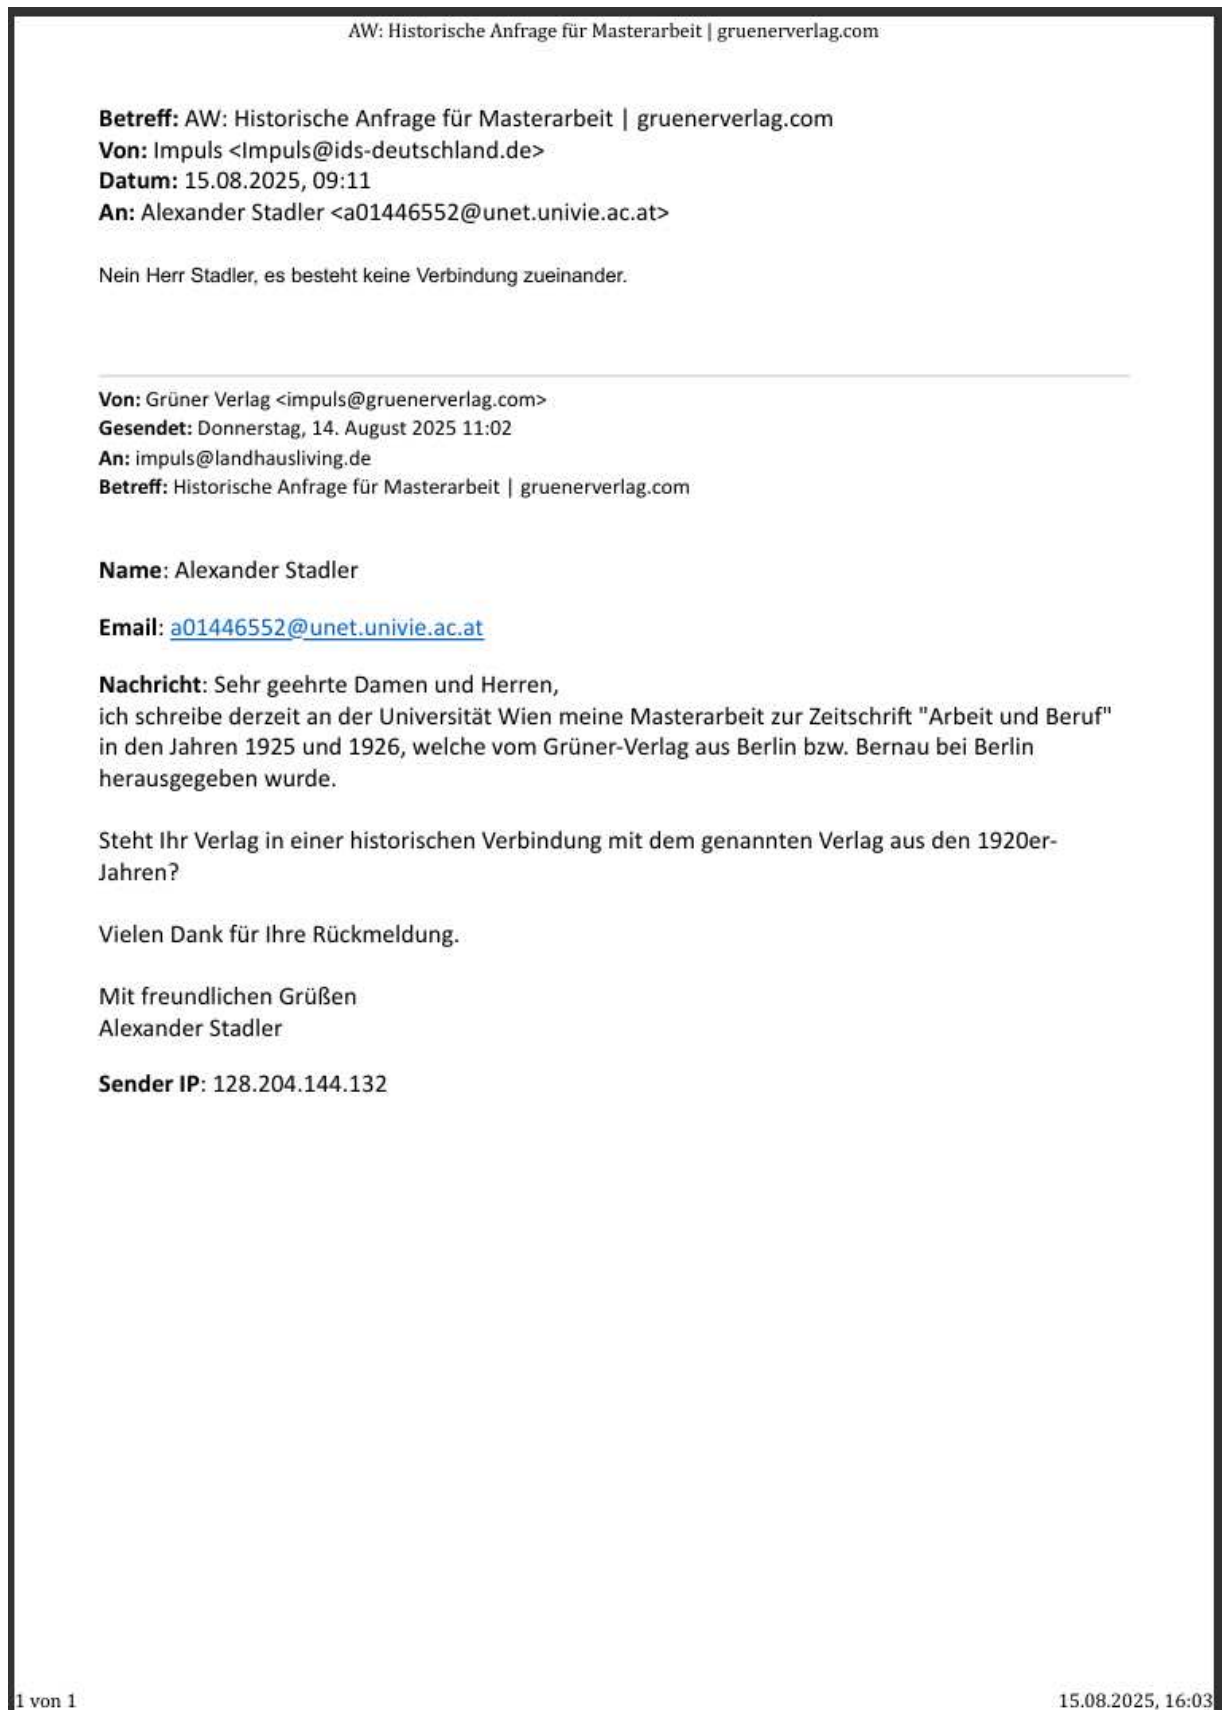 AW: Historische Anfrage für Masterarbeit | gruenerverlag.com
Betreff: AW: Historische Anfrage für Masterarbeit | gruenerverlag.com
Von: Impuls <Impuls@ids-deutschland.de>
Datum: 15.08.2025, 09:11
An: Alexander Stadler <a01446552@unet.univie.ac.at>
Nein Herr Stadler, es besteht keine Verbindung zueinander.
Von: Grüner Verlag <impuls@gruenerverlag.com>
Gesendet: Donnerstag, 14. August 2025 11:02
An: impuls@landhausliving.de
Betreff: Historische Anfrage für Masterarbeit | gruenerverlag.com
Name: Alexander Stadler
Email: a01446552@unet.univie.ac.at
Nachricht: Sehr geehrte Damen und Herren,
ich schreibe derzeit an der Universität Wien meine Masterarbeit zur Zeitschrift "Arbeit und Beruf"
in den Jahren 1925 und 1926, welche vom Grüner-Verlag aus Berlin bzw. Bernau bei Berlin
herausgegeben wurde.
Steht Ihr Verlag in einer historischen Verbindung mit dem genannten Verlag aus den 1920er-
Jahren?
Vielen Dank für Ihre Rückmeldung.
Mit freundlichen Grüßen
Alexander Stadler
Sender IP: 128.204.144.132
1 von 1
15.08.2025, 16:03